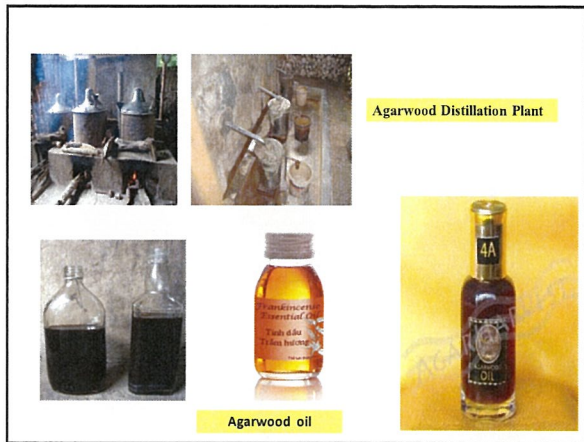 Agarwood Distillation Plant
4A
Frankincense
Essential Oil
Tinh dầu
Trầm hương
AGARWOOD
OIL
Agarwood oil